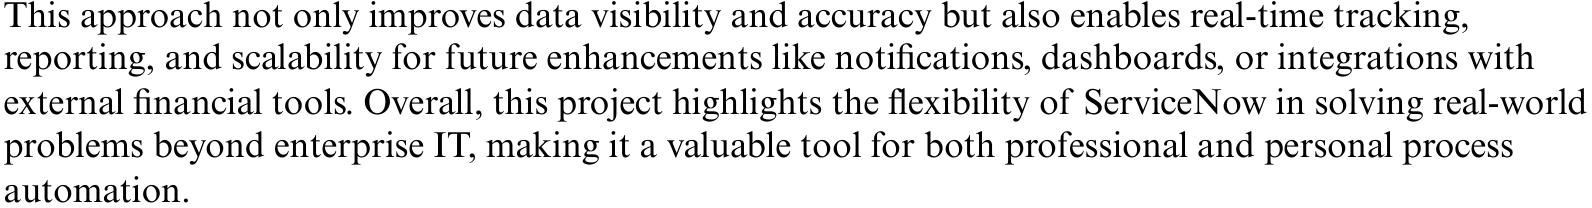 This approach not only improves data visibility and accuracy but also enables real-time tracking,
reporting, and scalability for future enhancements like notifications, dashboards, or integrations with
external financial tools. Overall, this project highlights the flexibility of ServiceNow in solving real-world
problems beyond enterprise IT, making it a valuable tool for both professional and personal process
automation.